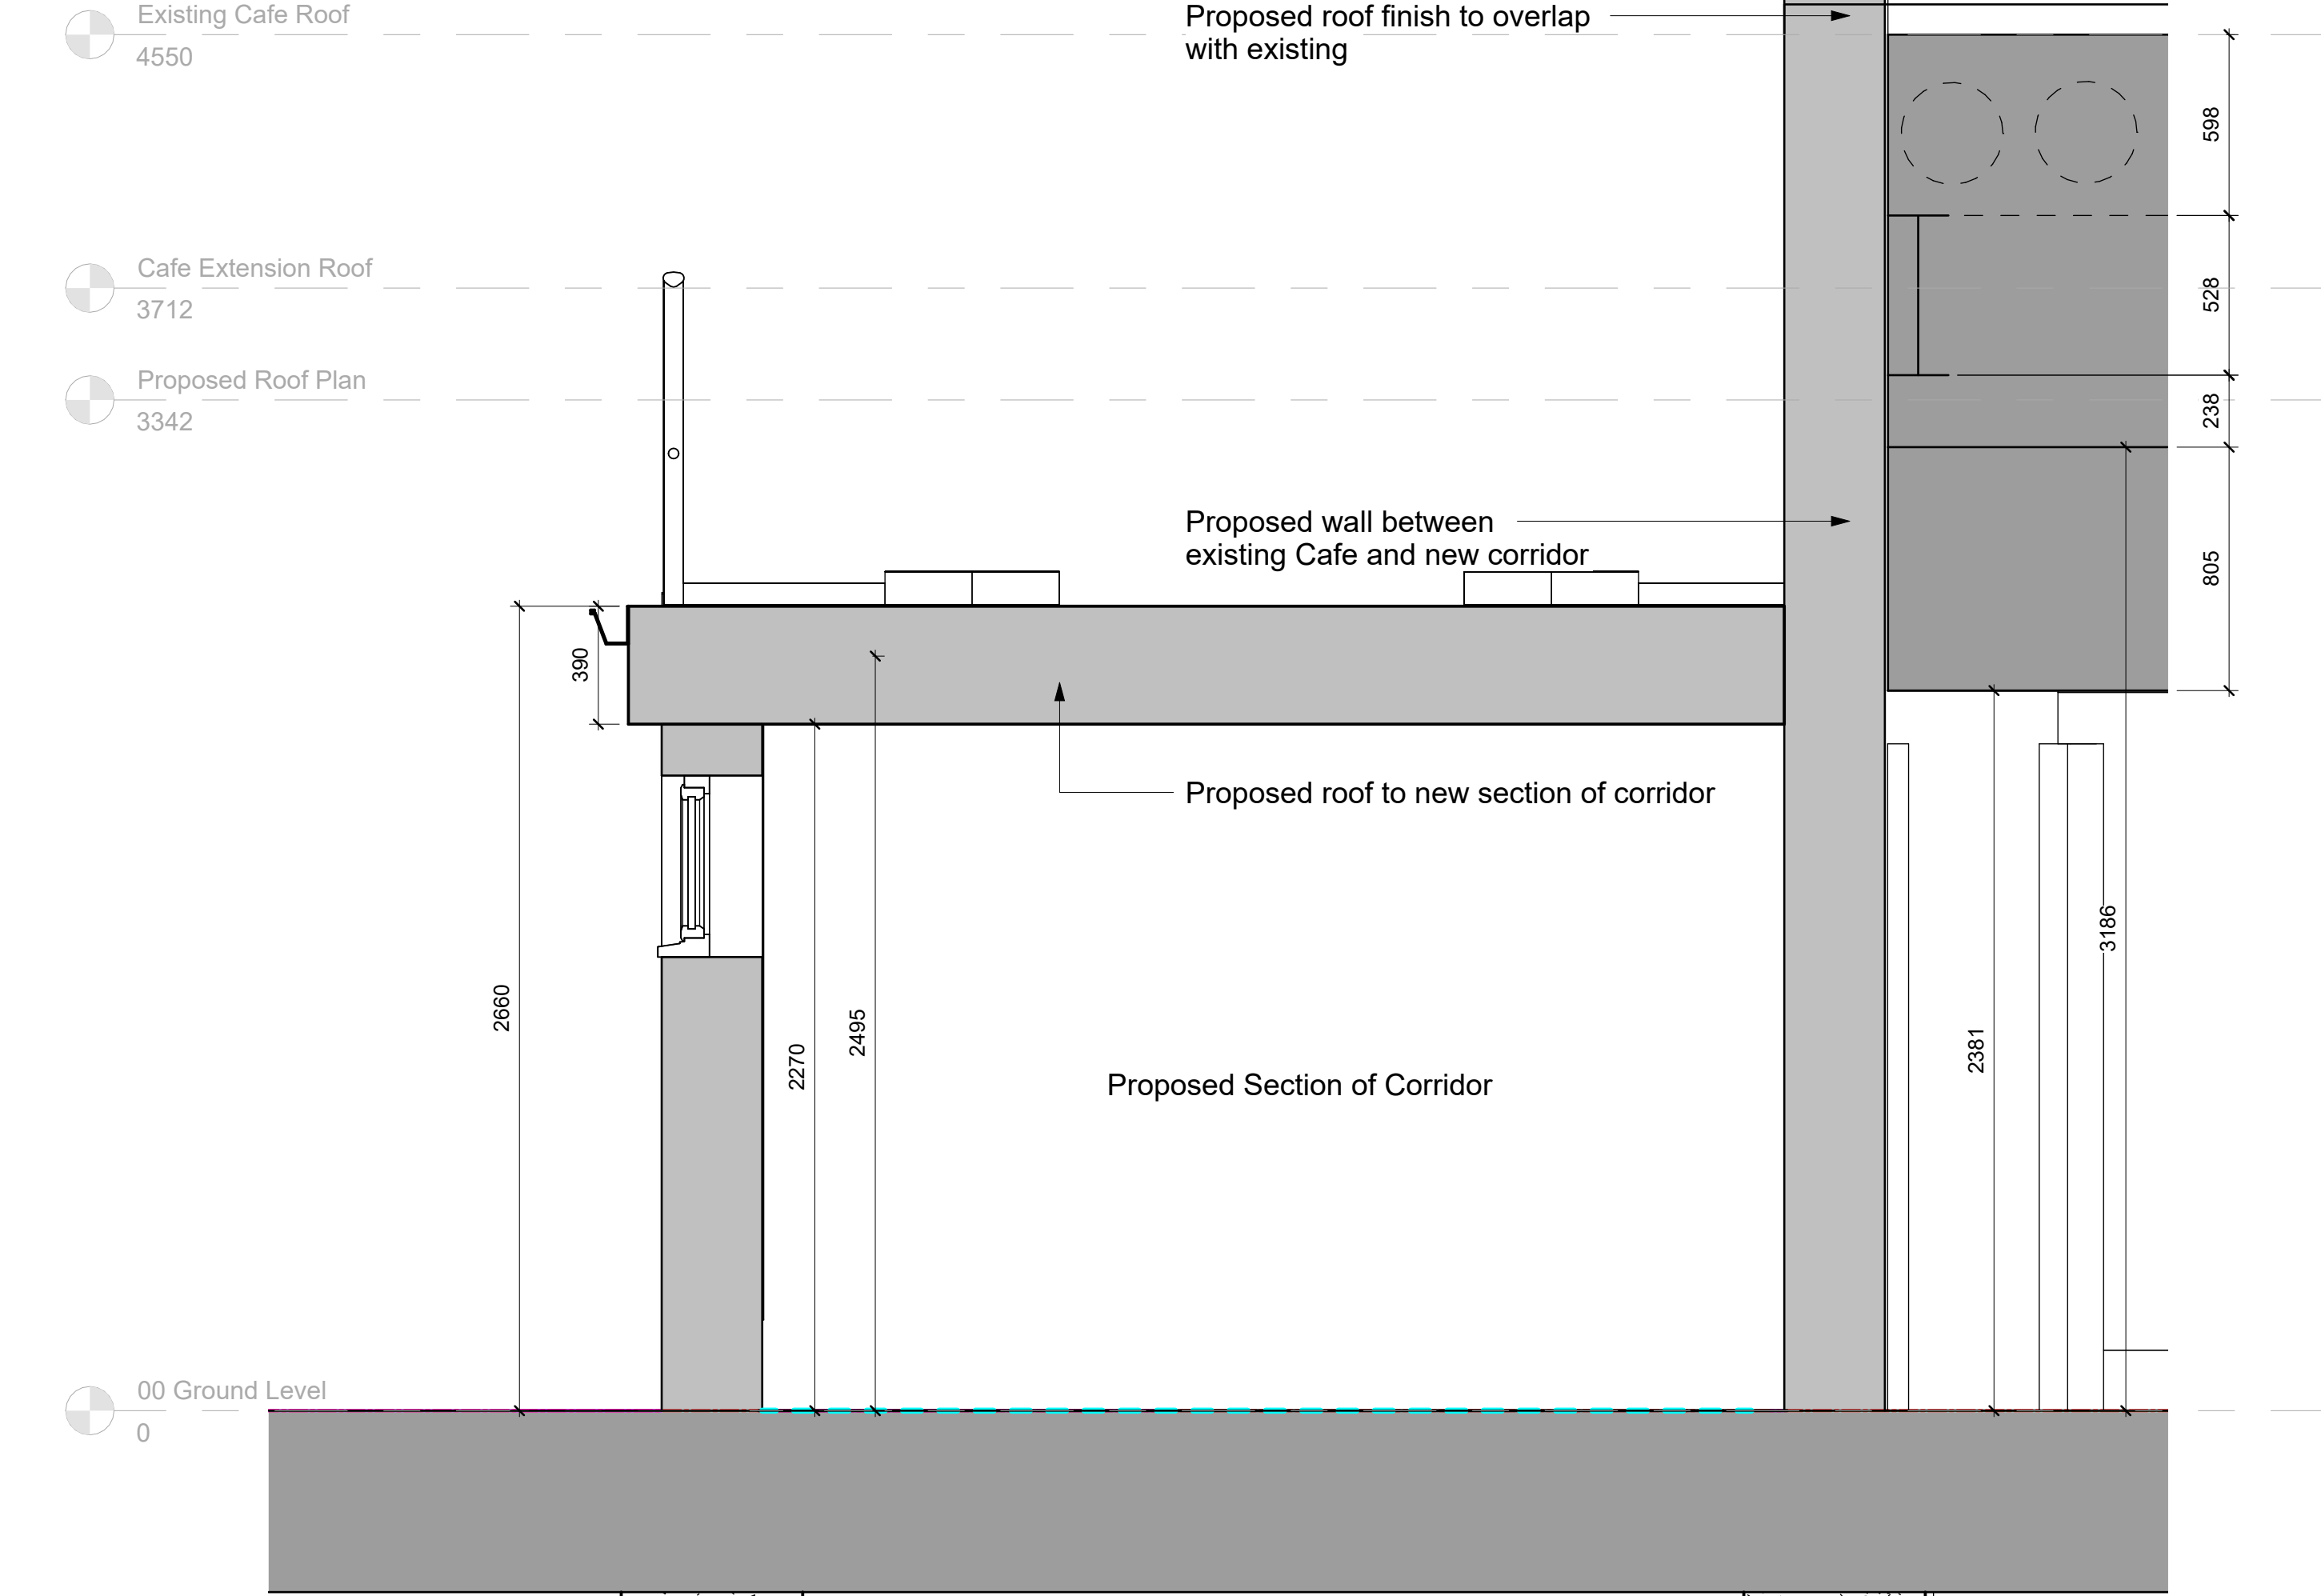 Existing Cafe Roof
4550
Proposed roof finish to overlap
with existing
598
Cafe Extension Roof
3712
528
Proposed Roof Plan
3342
238
Proposed wall between
existing Cafe and new corridor
805
390
Proposed roof to new section of corridor
3186
2660
2270
2495
2381
Proposed Section of Corridor
00 Ground Level
0